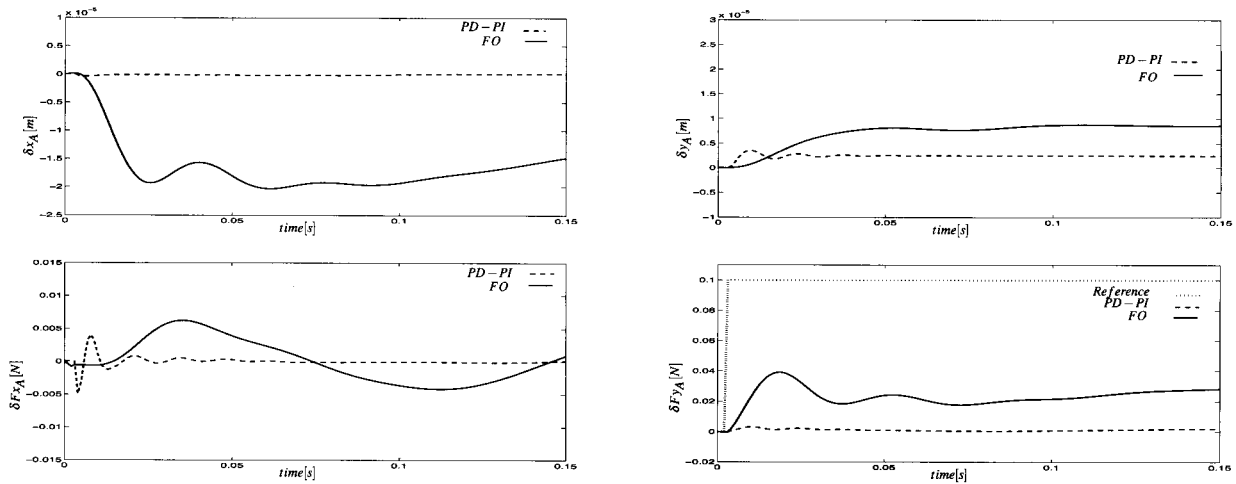 1 × 10⁻⁵
PD−PI
FO
0.5
0
−0.5
−1
−1.5
−2
−2.5
δx_A[m]
0
0.05
0.1
0.15
time[s]
3 × 10⁻⁵
2.5
2
1.5
1
0.5
0
−0.5
−1
PD−PI
FO
δy_A[m]
0
0.05
0.1
0.15
time[s]
0.015
0.01
0.005
0
−0.005
−0.01
−0.015
PD−PI
FO
δFx_A[N]
0
0.05
0.1
0.15
time[s]
0.1
0.08
0.06
0.04
0.02
0
−0.02
Reference
PD−PI
FO
δFy_A[N]
0
0.05
0.1
0.15
time[s]